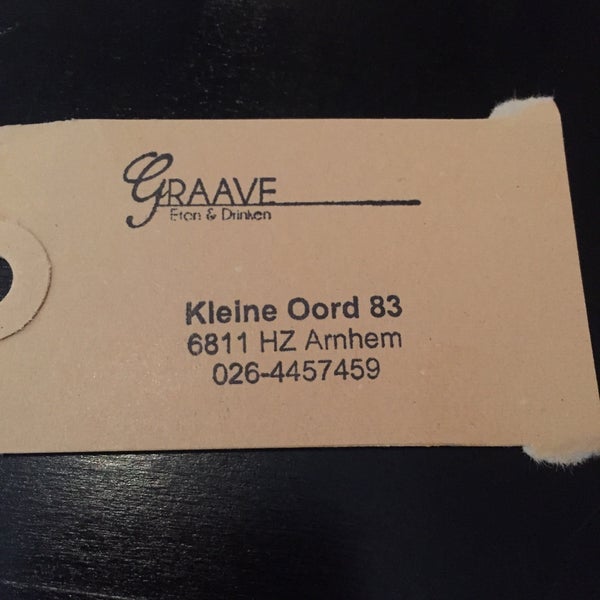 GRAAVE
Eten & Drinken
Kleine Oord 83
6811 HZ Arnhem
026-4457459